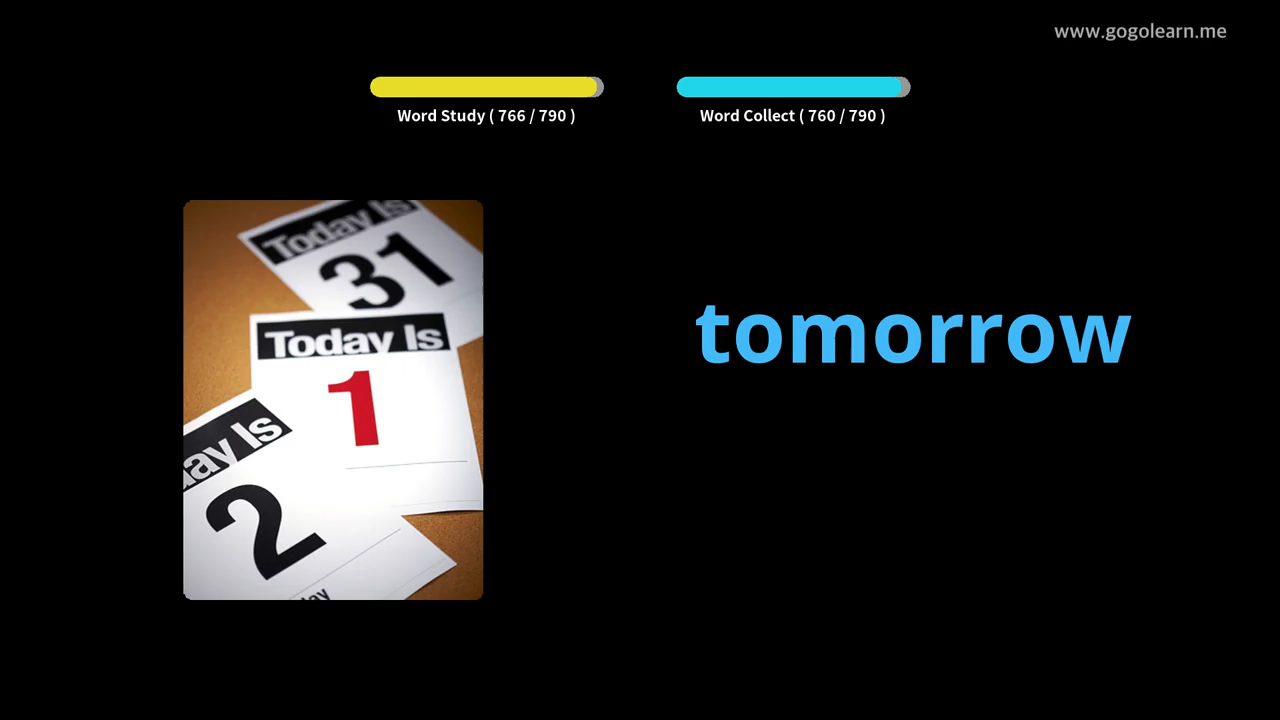 www.gogolearn.me
Word Study ( 766 / 790 )
Word Collect ( 760 / 790 )
Today Is
31
Today Is
1
tomorrow
ay Is
2
ay